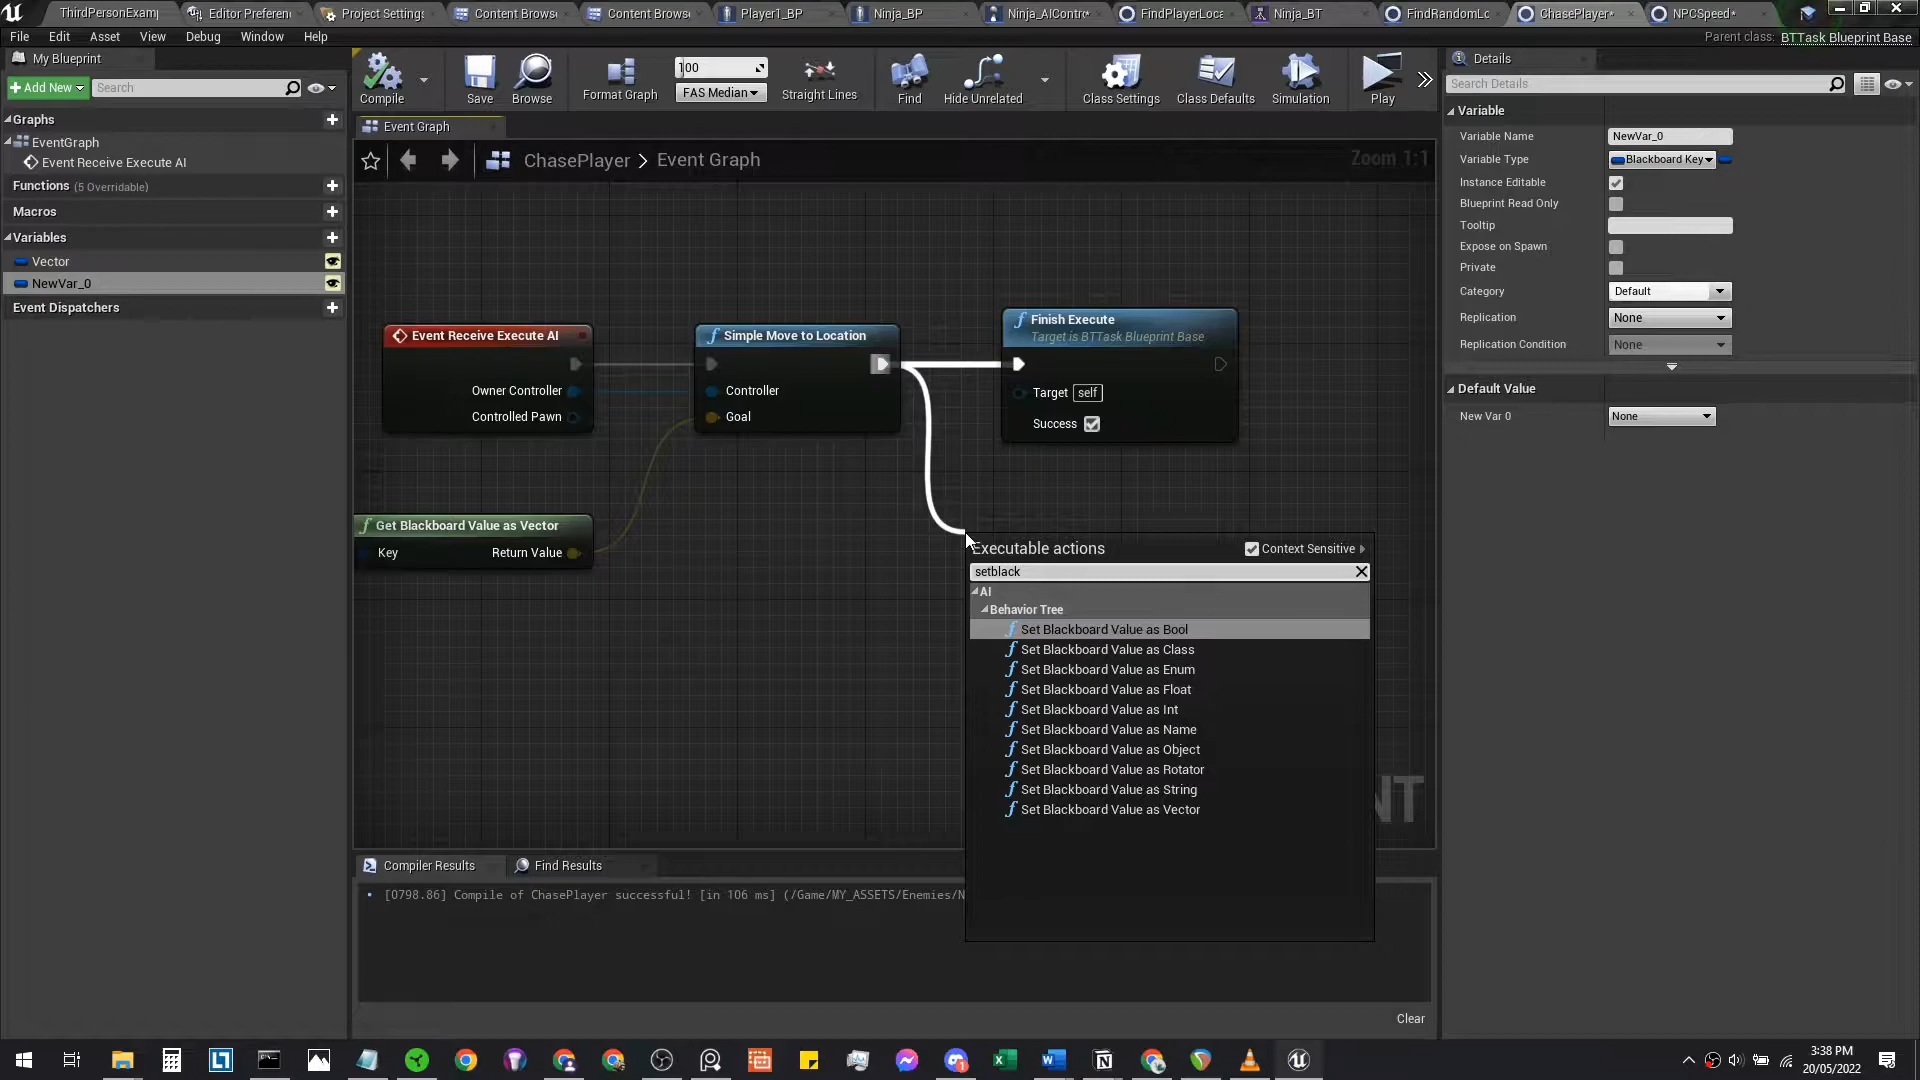 ThirdPersonExam
Editor Preferen
Project Settings
Content Brows
Content Brows
Player1_BP
Ninja_BP
Ninja_AIContr*
FindPlayerLoca
Ninja_BT
FindRandomLo
ChasePlayer*
NPCSpeed*
File Edit Asset View Debug Window Help
Parent class: BTTask Blueprint Base
My Blueprint
Add New
Search
Graphs
EventGraph
Event Receive Execute AI
Functions (5 Overridable)
Macros
Variables
Vector
NewVar_0
Event Dispatchers
Compile
Save
Browse
Format Graph
100
FAS Median
Straight Lines
Find
Hide Unrelated
Class Settings
Class Defaults
Simulation
Play
Event Graph
ChasePlayer > Event Graph
Zoom 1:1
Event Receive Execute AI
Owner Controller
Controlled Pawn
Simple Move to Location
Controller
Goal
Finish Execute
Target is BTTask Blueprint Base
Target self
Success
Get Blackboard Value as Vector
Key Return Value
Executable actions
Context Sensitive
setblack
AI
Behavior Tree
Set Blackboard Value as Bool
Set Blackboard Value as Class
Set Blackboard Value as Enum
Set Blackboard Value as Float
Set Blackboard Value as Int
Set Blackboard Value as Name
Set Blackboard Value as Object
Set Blackboard Value as Rotator
Set Blackboard Value as String
Set Blackboard Value as Vector
NT
Compiler Results
Find Results
[0798.86] Compile of ChasePlayer successful! [in 106 ms] (/Game/MY_ASSETS/Enemies/N
Clear
Details
Search Details
Variable
Variable Name NewVar_0
Variable Type Blackboard Key
Instance Editable
Blueprint Read Only
Tooltip
Expose on Spawn
Private
Category Default
Replication None
Replication Condition None
Default Value
New Var 0 None
3:38 PM
20/05/2022